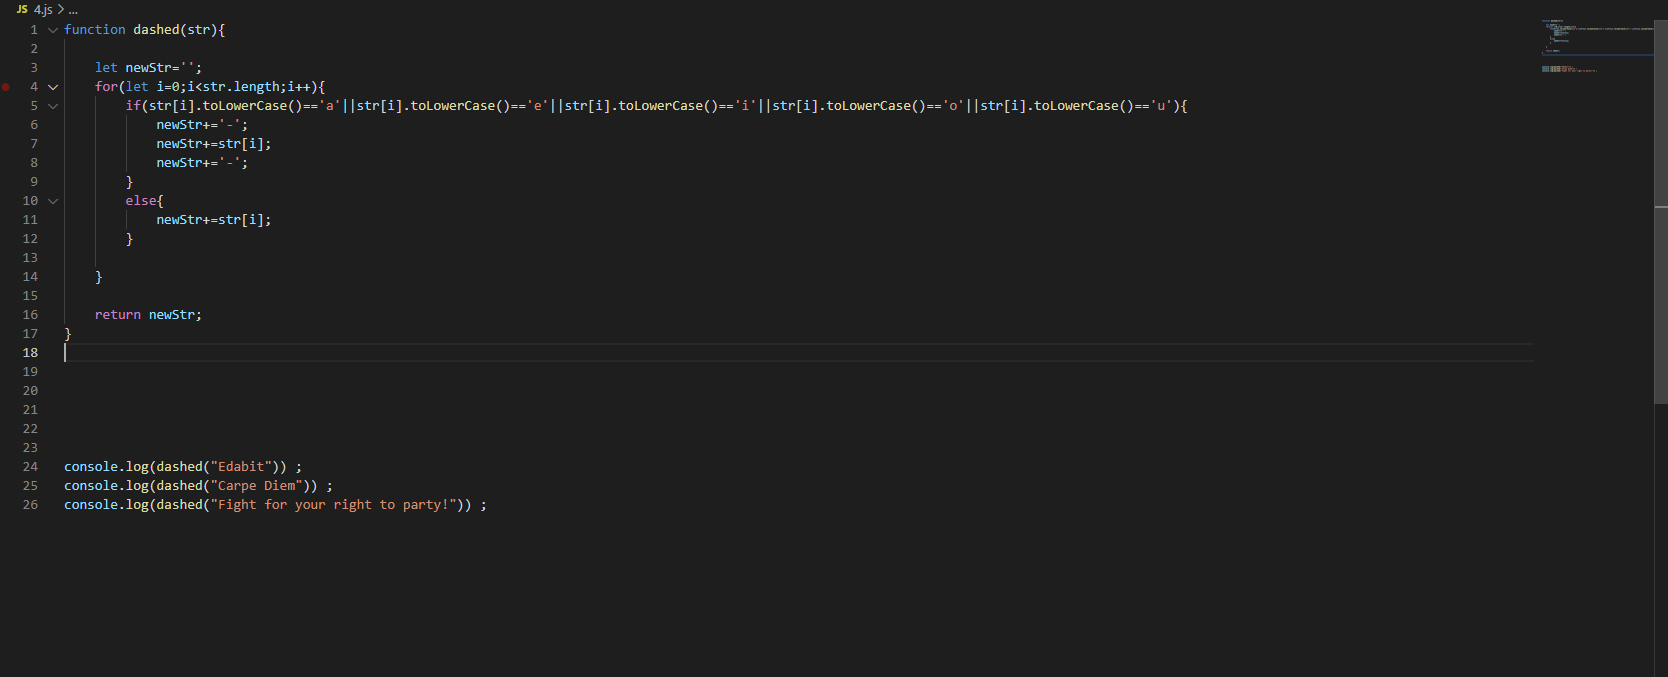 JS 4.js > ...
1 function dashed(str){
2
3 let newStr='';
4 for(let i=0;i<str.length;i++){
5 if(str[i].toLowerCase()=='a'||str[i].toLowerCase()=='e'||str[i].toLowerCase()=='i'||str[i].toLowerCase()=='o'||str[i].toLowerCase()=='u'){
6 newStr+='-';
7 newStr+=str[i];
8 newStr+='-';
9 }
10 else{
11 newStr+=str[i];
12 }
13
14 }
15
16 return newStr;
17 }
18
19
20
21
22
23
24 console.log(dashed("Edabit")) ;
25 console.log(dashed("Carpe Diem")) ;
26 console.log(dashed("Fight for your right to party!")) ;